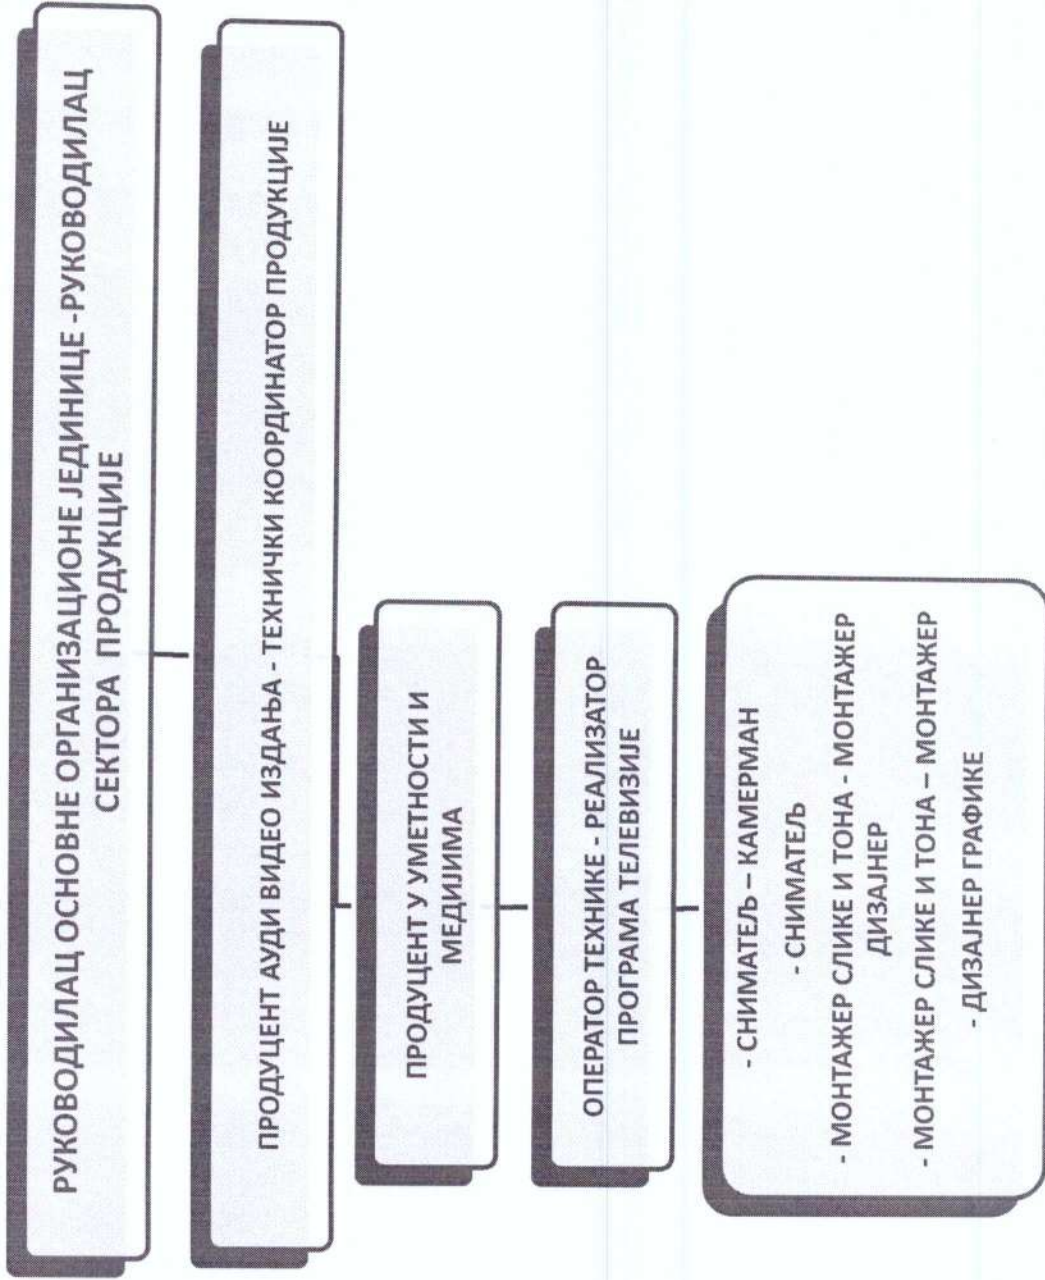 РУКОВОДИЛАЦ ОСНОВНЕ ОРГАНИЗАЦИОНЕ ЈЕДИНИЦЕ -РУКОВОДИЛАЦ
СЕКТОРА ПРОДУКЦИЈЕ
ПРОДУЦЕНТ АУДИ ВИДЕО ИЗДАЊА - ТЕХНИЧКИ КООРДИНАТОР ПРОДУКЦИЈЕ
ПРОДУЦЕНТ У УМЕТНОСТИ И
МЕДИЈИМА
ОПЕРАТОР ТЕХНИКЕ - РЕАЛИЗАТОР
ПРОГРАМА ТЕЛЕВИЗИЈЕ
- СНИМАТЕЉ – КАМЕРМАН
- СНИМАТЕЉ
- МОНТАЖЕР СЛИКЕ И ТОНА - МОНТАЖЕР
ДИЗАЈНЕР
- МОНТАЖЕР СЛИКЕ И ТОНА – МОНТАЖЕР
- ДИЗАЈНЕР ГРАФИКЕ